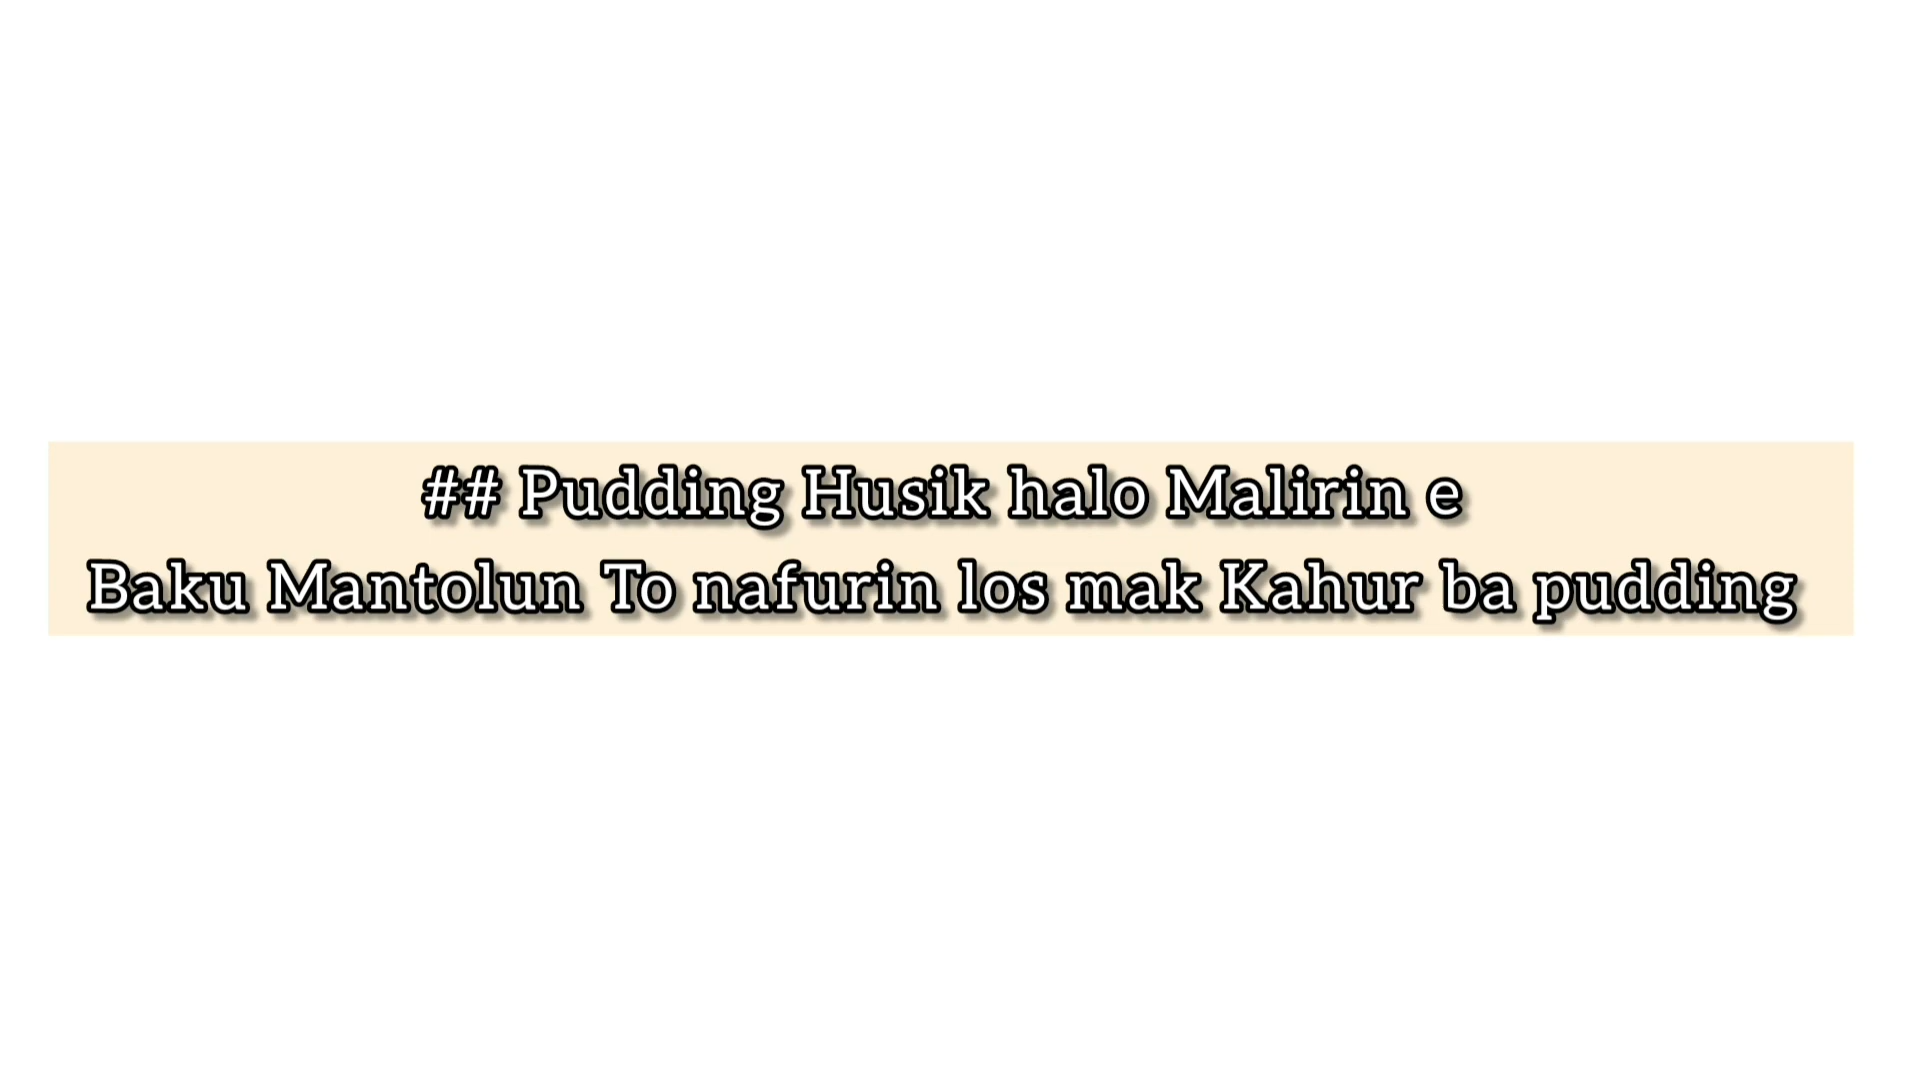 ## Pudding Husik halo Malirin e
Baku Mantolun To nafurin los mak Kahur ba pudding